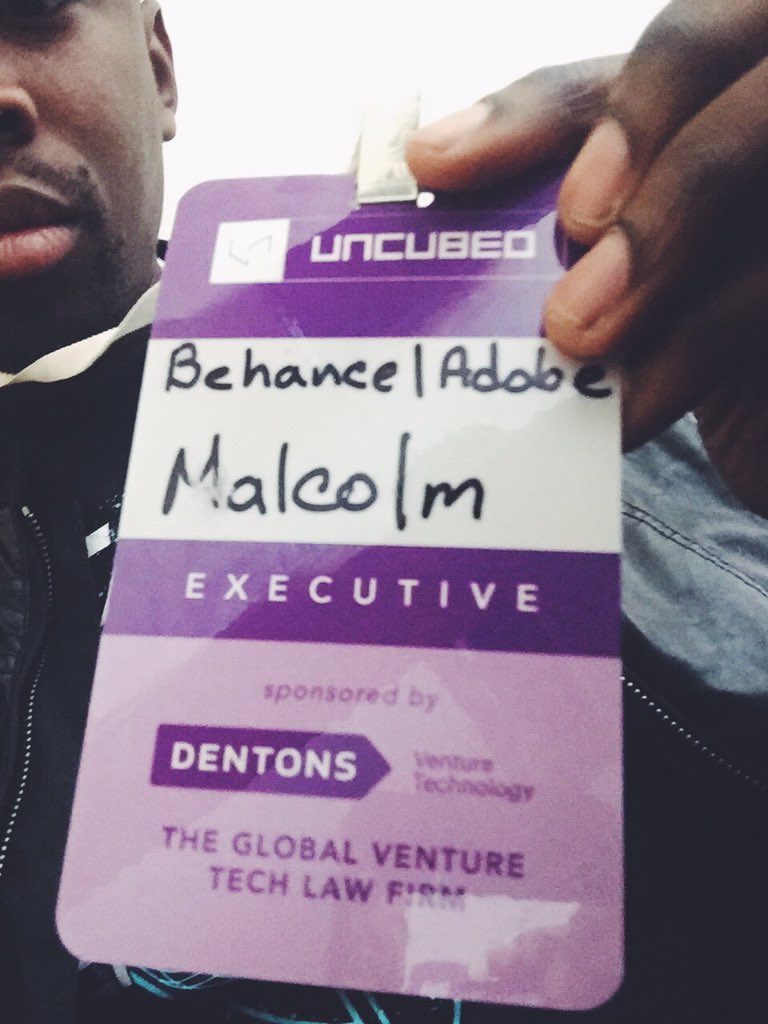 UNCUBED
Behance | Adobe
Malcolm
EXECUTIVE
sponsored by
DENTONS
Venture
Technology
THE GLOBAL VENTURE
TECH LAW FIRM